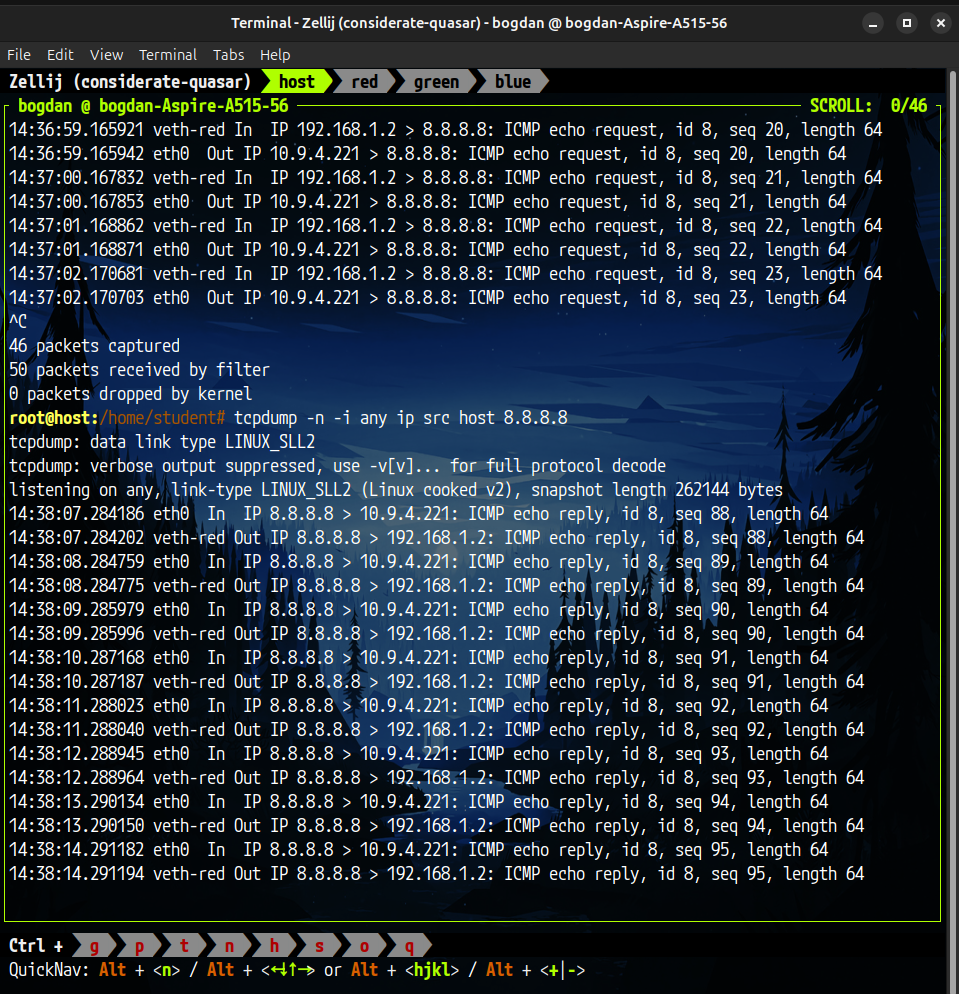 Terminal - Zellij (considerate-quasar) - bogdan @ bogdan-Aspire-A515-56
File Edit View Terminal Tabs Help
Zellij (considerate-quasar) host red green blue
bogdan @ bogdan-Aspire-A515-56 SCROLL: 0/46
14:36:59.165921 veth-red In  IP 192.168.1.2 > 8.8.8.8: ICMP echo request, id 8, seq 20, length 64
14:36:59.165942 eth0  Out IP 10.9.4.221 > 8.8.8.8: ICMP echo request, id 8, seq 20, length 64
14:37:00.167832 veth-red In  IP 192.168.1.2 > 8.8.8.8: ICMP echo request, id 8, seq 21, length 64
14:37:00.167853 eth0  Out IP 10.9.4.221 > 8.8.8.8: ICMP echo request, id 8, seq 21, length 64
14:37:01.168862 veth-red In  IP 192.168.1.2 > 8.8.8.8: ICMP echo request, id 8, seq 22, length 64
14:37:01.168871 eth0  Out IP 10.9.4.221 > 8.8.8.8: ICMP echo request, id 8, seq 22, length 64
14:37:02.170681 veth-red In  IP 192.168.1.2 > 8.8.8.8: ICMP echo request, id 8, seq 23, length 64
14:37:02.170703 eth0  Out IP 10.9.4.221 > 8.8.8.8: ICMP echo request, id 8, seq 23, length 64
^C
46 packets captured
50 packets received by filter
0 packets dropped by kernel
root@host:/home/student# tcpdump -n -i any ip src host 8.8.8.8
tcpdump: data link type LINUX_SLL2
tcpdump: verbose output suppressed, use -v[v]... for full protocol decode
listening on any, link-type LINUX_SLL2 (Linux cooked v2), snapshot length 262144 bytes
14:38:07.284186 eth0  In  IP 8.8.8.8 > 10.9.4.221: ICMP echo reply, id 8, seq 88, length 64
14:38:07.284202 veth-red Out IP 8.8.8.8 > 192.168.1.2: ICMP echo reply, id 8, seq 88, length 64
14:38:08.284759 eth0  In  IP 8.8.8.8 > 10.9.4.221: ICMP echo reply, id 8, seq 89, length 64
14:38:08.284775 veth-red Out IP 8.8.8.8 > 192.168.1.2: ICMP echo reply, id 8, seq 89, length 64
14:38:09.285979 eth0  In  IP 8.8.8.8 > 10.9.4.221: ICMP echo reply, id 8, seq 90, length 64
14:38:09.285996 veth-red Out IP 8.8.8.8 > 192.168.1.2: ICMP echo reply, id 8, seq 90, length 64
14:38:10.287168 eth0  In  IP 8.8.8.8 > 10.9.4.221: ICMP echo reply, id 8, seq 91, length 64
14:38:10.287187 veth-red Out IP 8.8.8.8 > 192.168.1.2: ICMP echo reply, id 8, seq 91, length 64
14:38:11.288023 eth0  In  IP 8.8.8.8 > 10.9.4.221: ICMP echo reply, id 8, seq 92, length 64
14:38:11.288040 veth-red Out IP 8.8.8.8 > 192.168.1.2: ICMP echo reply, id 8, seq 92, length 64
14:38:12.288945 eth0  In  IP 8.8.8.8 > 10.9.4.221: ICMP echo reply, id 8, seq 93, length 64
14:38:12.288964 veth-red Out IP 8.8.8.8 > 192.168.1.2: ICMP echo reply, id 8, seq 93, length 64
14:38:13.290134 eth0  In  IP 8.8.8.8 > 10.9.4.221: ICMP echo reply, id 8, seq 94, length 64
14:38:13.290150 veth-red Out IP 8.8.8.8 > 192.168.1.2: ICMP echo reply, id 8, seq 94, length 64
14:38:14.291182 eth0  In  IP 8.8.8.8 > 10.9.4.221: ICMP echo reply, id 8, seq 95, length 64
14:38:14.291194 veth-red Out IP 8.8.8.8 > 192.168.1.2: ICMP echo reply, id 8, seq 95, length 64
Ctrl + g p t n h s o q
QuickNav: Alt + <n> / Alt + <←↓↑→> or Alt + <hjkl> / Alt + <+|->